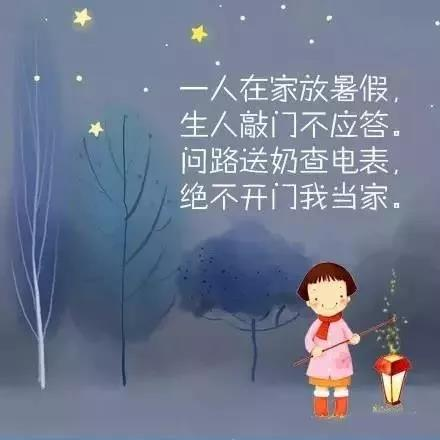 一人在家放暑假，
生人敲门不应答。
问路送奶查电表，
绝不开门我当家。